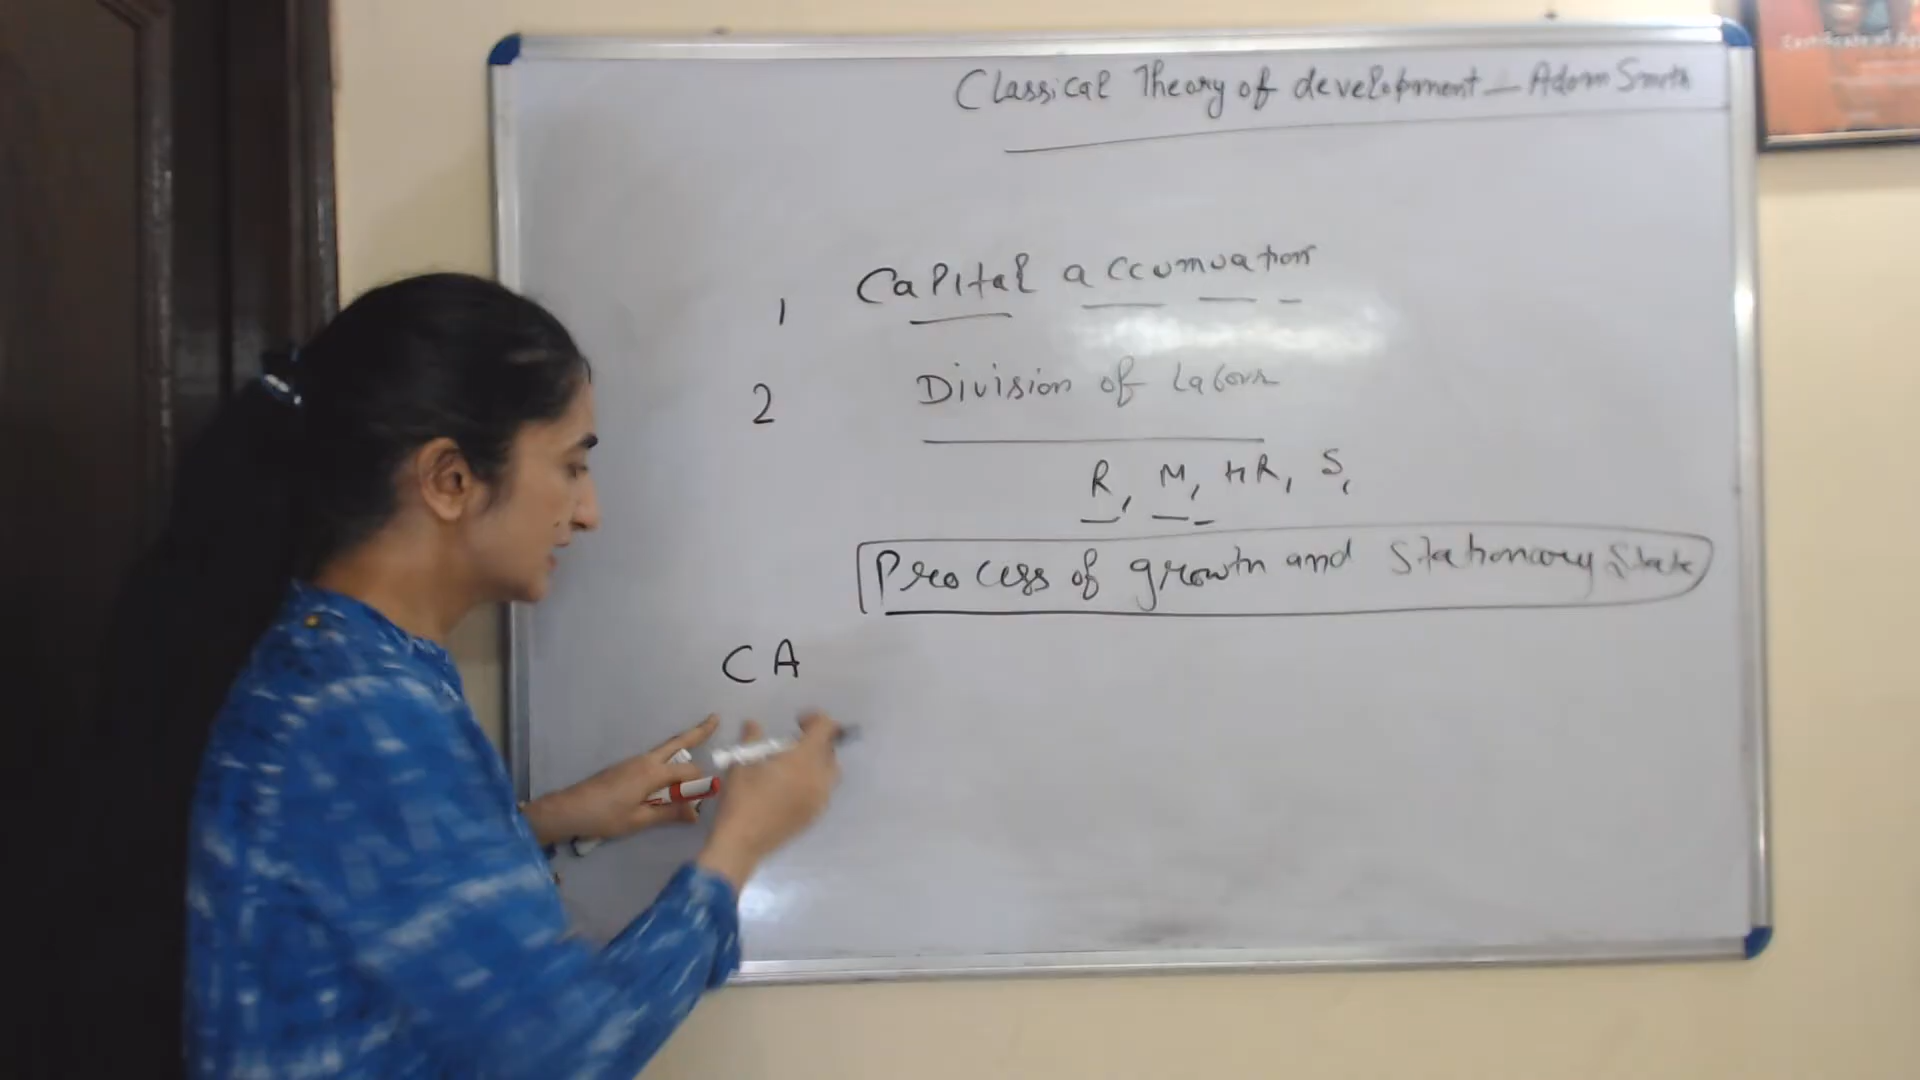 Classical Theory of development — Adam Smith
1 Capital accumuation
2 Division of Labour
R, M, HR, S,
Process of growth and Stationary State
CA